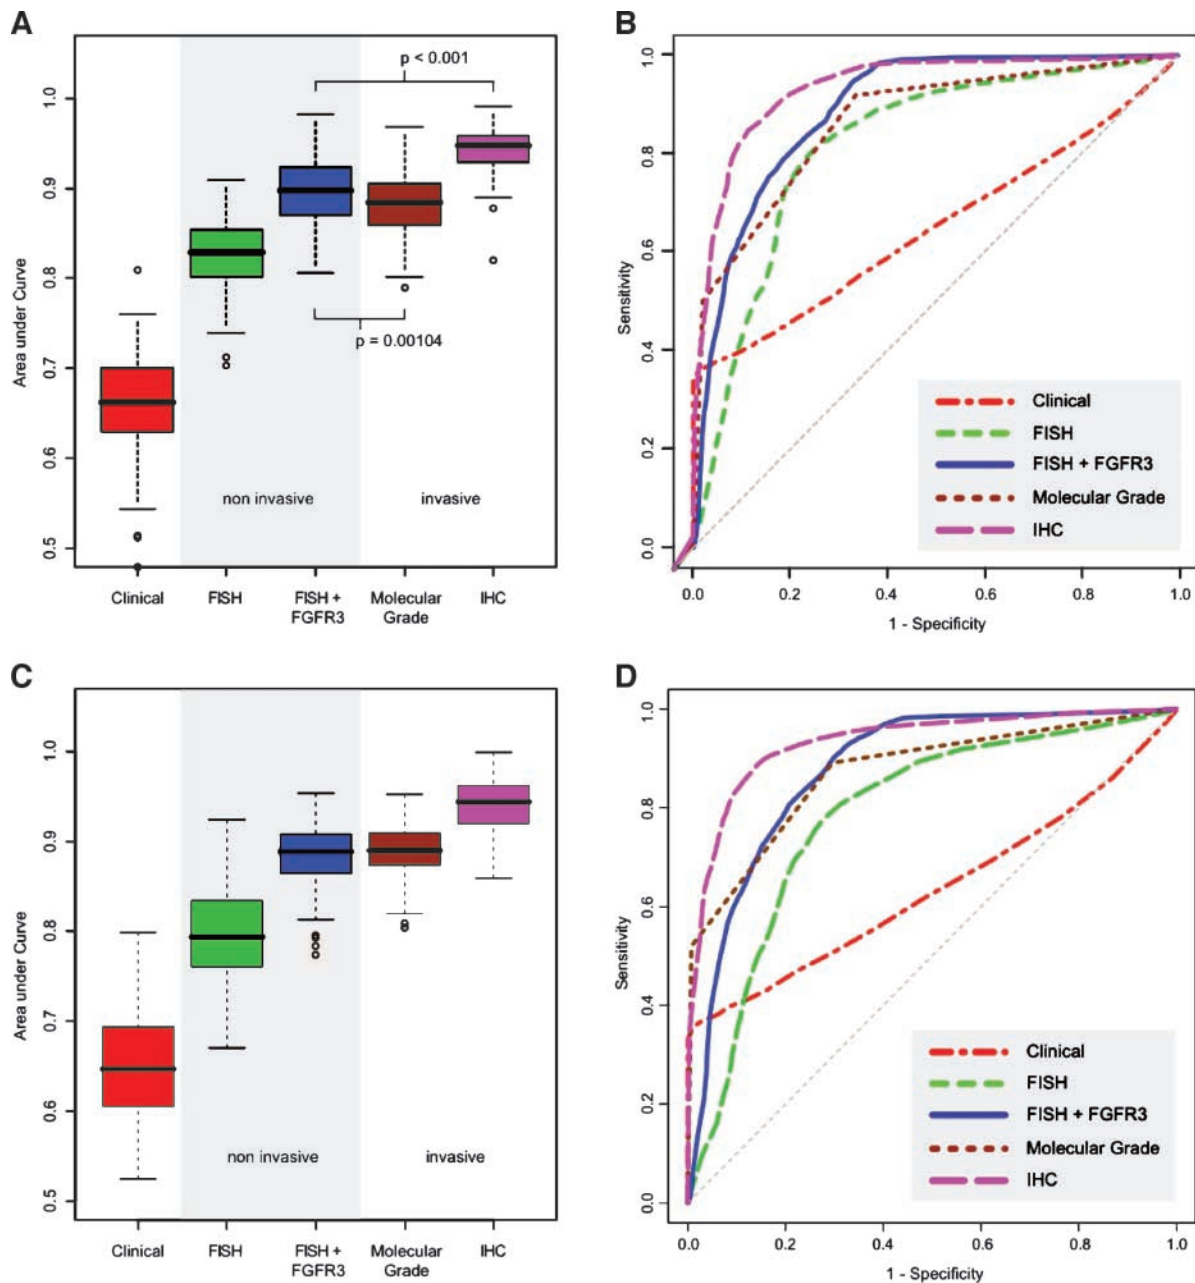 A
Area under Curve
1.0
0.9
0.8
0.7
0.6
0.5
p < 0.001
p = 0.00104
non invasive
invasive
Clinical
FISH
FISH +
FGFR3
Molecular
Grade
IHC
B
Sensitivity
1.0
0.8
0.6
0.4
0.2
0.0
Clinical
FISH
FISH + FGFR3
Molecular Grade
IHC
0.0 0.2 0.4 0.6 0.8 1.0
1 - Specificity
C
Area under Curve
1.0
0.9
0.8
0.7
0.6
0.5
non invasive
invasive
Clinical
FISH
FISH +
FGFR3
Molecular
Grade
IHC
D
Sensitivity
1.0
0.8
0.6
0.4
0.2
0.0
Clinical
FISH
FISH + FGFR3
Molecular Grade
IHC
0.0 0.2 0.4 0.6 0.8 1.0
1 - Specificity